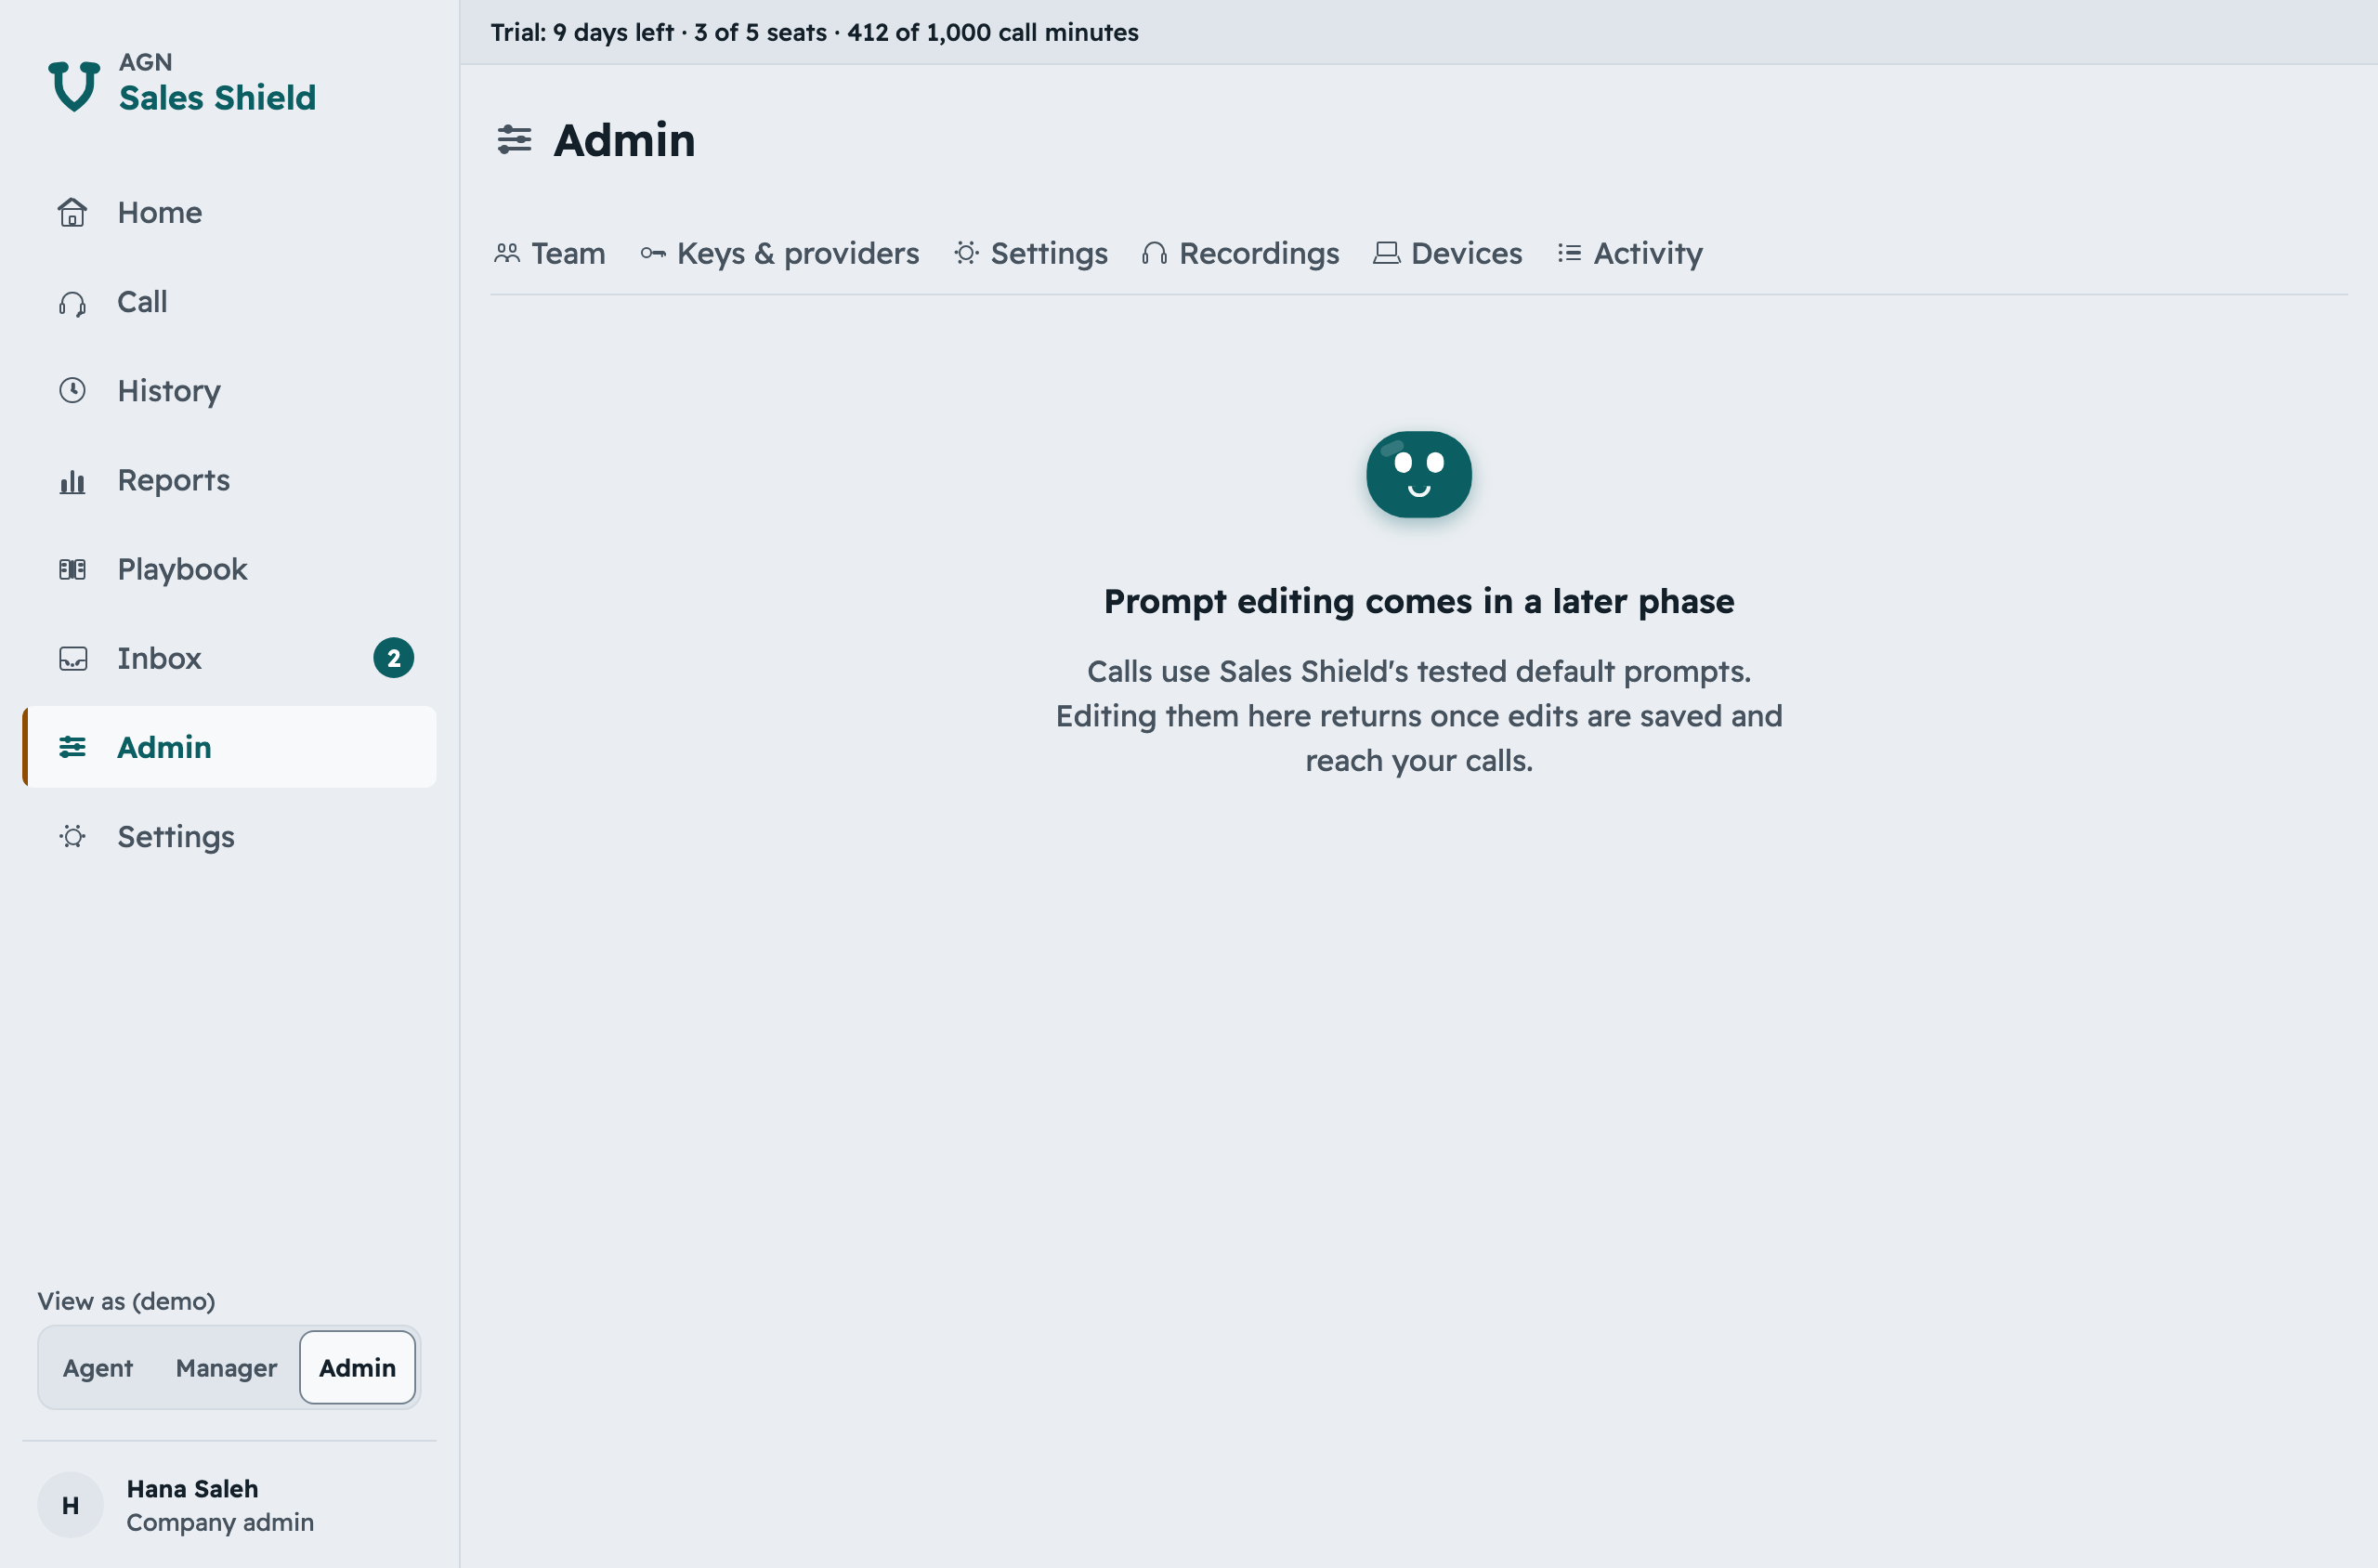 AGN
Sales Shield
Home
Call
History
Reports
Playbook
Inbox 2
Admin
Settings
View as (demo)
Agent Manager Admin
H
Hana Saleh
Company admin
Trial: 9 days left · 3 of 5 seats · 412 of 1,000 call minutes
Admin
Team Keys & providers Settings Recordings Devices Activity
Prompt editing comes in a later phase
Calls use Sales Shield's tested default prompts.
Editing them here returns once edits are saved and
reach your calls.